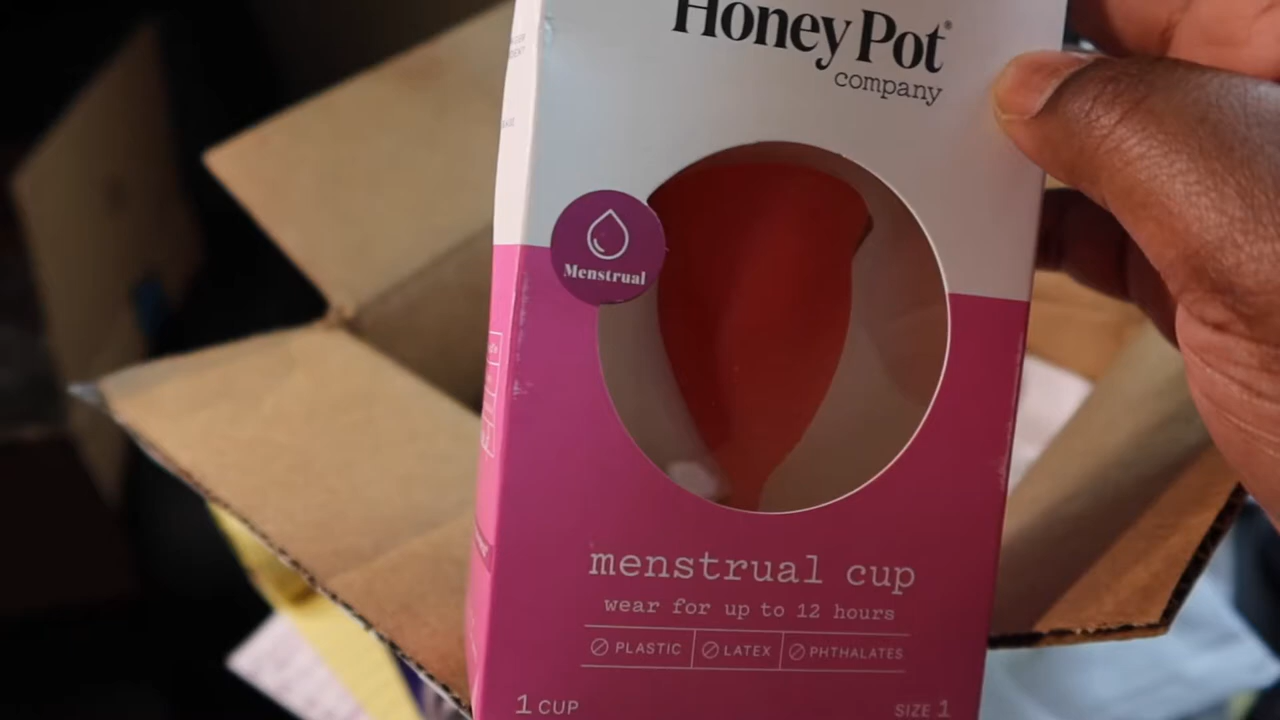 Honey Pot®
company
Menstrual
menstrual cup
wear for up to 12 hours
PLASTIC LATEX PHTHALATES
1 CUP
SIZE 1